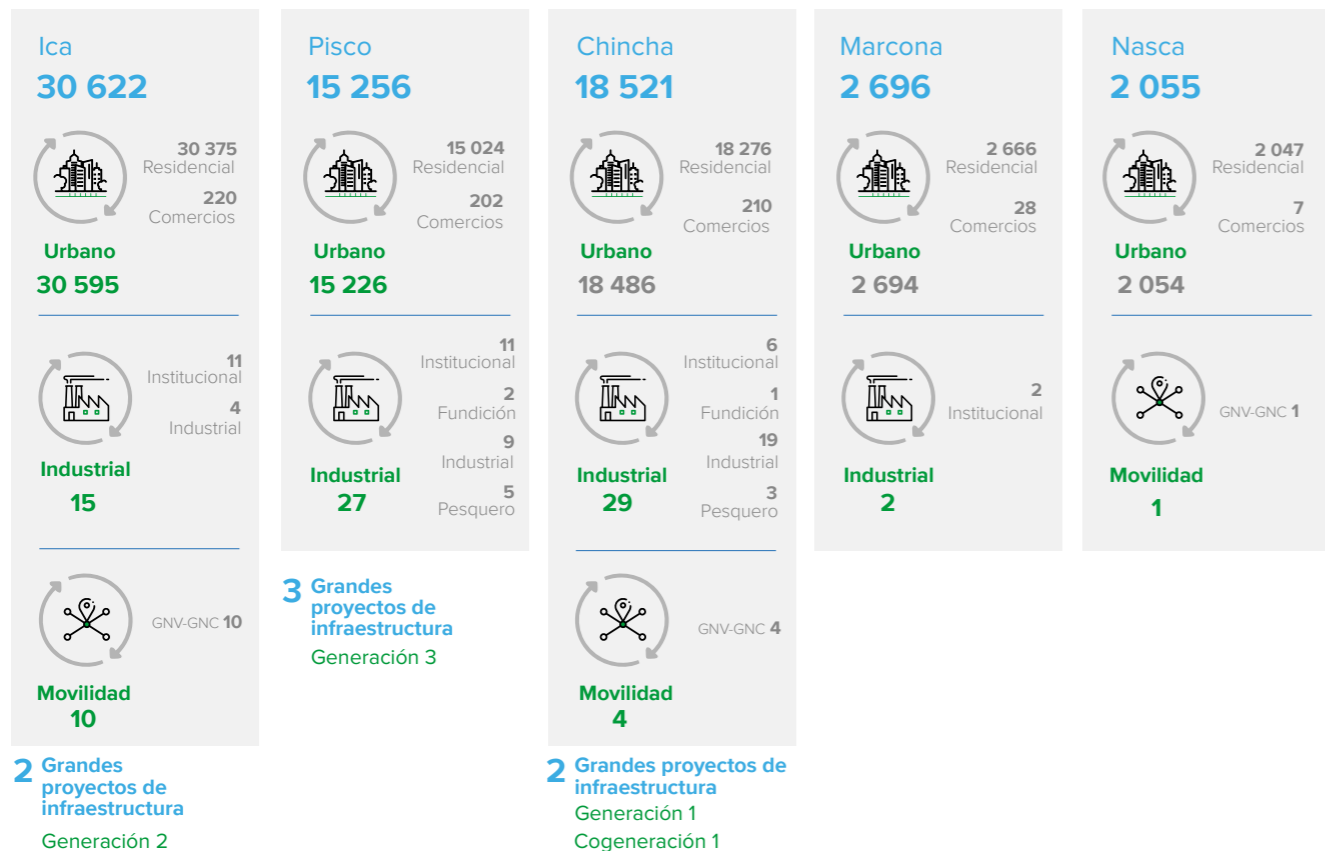 Ica
30 622
30 375
Residencial
220
Comercios
Urbano
30 595
11
Institucional
4
Industrial
Industrial
15
GNV-GNC 10
Movilidad
10
2 Grandes
proyectos de
infraestructura
Generación 2
Pisco
15 256
15 024
Residencial
202
Comercios
Urbano
15 226
11
Institucional
2
Fundición
9
Industrial
5
Pesquero
Industrial
27
3 Grandes
proyectos de
infraestructura
Generación 3
Chincha
18 521
18 276
Residencial
210
Comercios
Urbano
18 486
6
Institucional
1
Fundición
19
Industrial
3
Pesquero
Industrial
29
GNV-GNC 4
Movilidad
4
2 Grandes proyectos de
infraestructura
Generación 1
Cogeneración 1
Marcona
2 696
2 666
Residencial
28
Comercios
Urbano
2 694
2
Institucional
Industrial
2
Nasca
2 055
2 047
Residencial
7
Comercios
Urbano
2 054
GNV-GNC 1
Movilidad
1